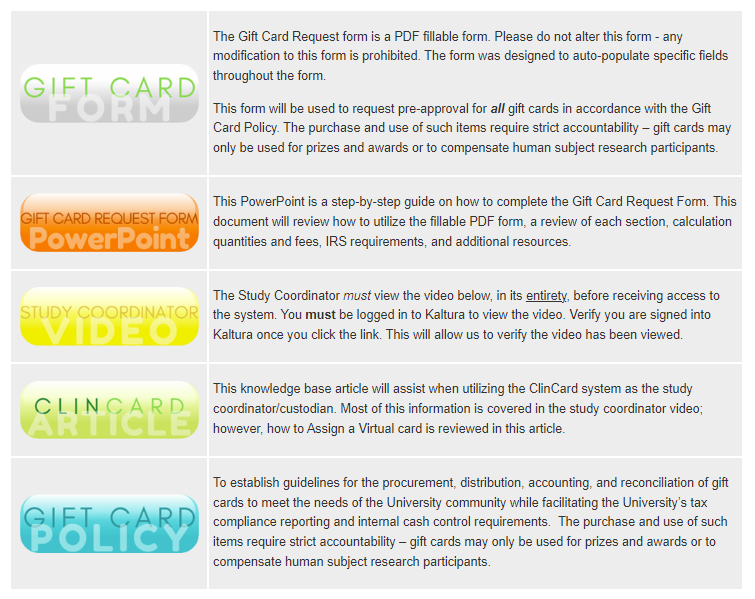 GIFT CARD
FORM
The Gift Card Request form is a PDF fillable form. Please do not alter this form - any
modification to this form is prohibited. The form was designed to auto-populate specific fields
throughout the form.
This form will be used to request pre-approval for all gift cards in accordance with the Gift
Card Policy. The purchase and use of such items require strict accountability – gift cards may
only be used for prizes and awards or to compensate human subject research participants.
GIFT CARD REQUEST FORM
PowerPoint
This PowerPoint is a step-by-step guide on how to complete the Gift Card Request Form. This
document will review how to utilize the fillable PDF form, a review of each section, calculation
quantities and fees, IRS requirements, and additional resources.
STUDY COORDINATOR
VIDEO
The Study Coordinator must view the video below, in its entirety, before receiving access to
the system. You must be logged in to Kaltura to view the video. Verify you are signed into
Kaltura once you click the link. This will allow us to verify the video has been viewed.
CLINCARD
ARTICLE
This knowledge base article will assist when utilizing the ClinCard system as the study
coordinator/custodian. Most of this information is covered in the study coordinator video;
however, how to Assign a Virtual card is reviewed in this article.
GIFT CARD
POLICY
To establish guidelines for the procurement, distribution, accounting, and reconciliation of gift
cards to meet the needs of the University community while facilitating the University's tax
compliance reporting and internal cash control requirements.  The purchase and use of such
items require strict accountability – gift cards may only be used for prizes and awards or to
compensate human subject research participants.